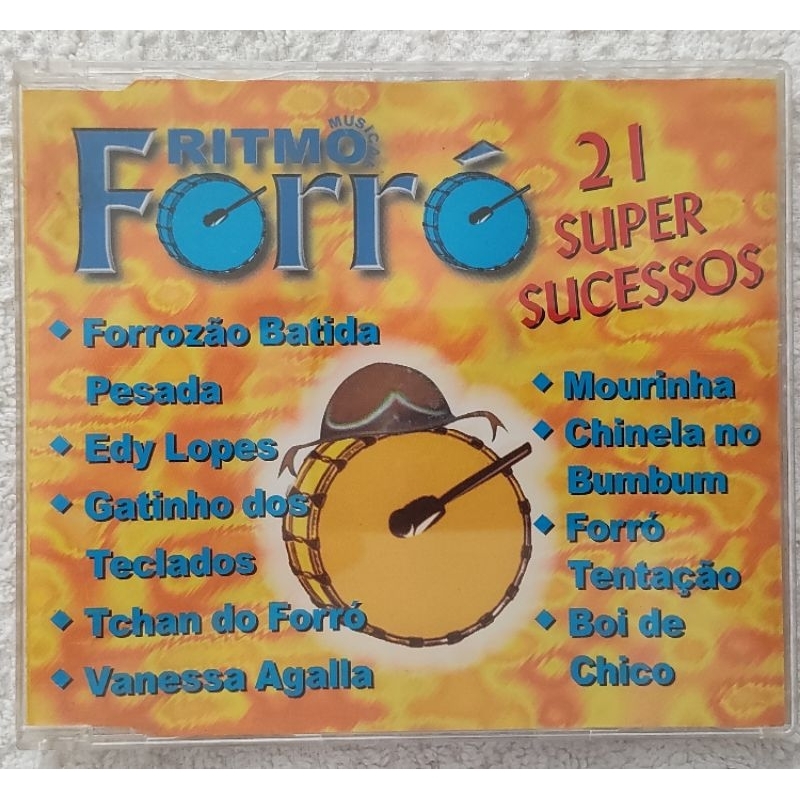 RITMO
MUSICAL
Forró
21
SUPER
SUCESSOS
Forrozão Batida
Pesada
Edy Lopes
Gatinho dos
Teclados
Tchan do Forró
Vanessa Agalla
Mourinha
Chinela no
Bumbum
Forró
Tentação
Boi de
Chico